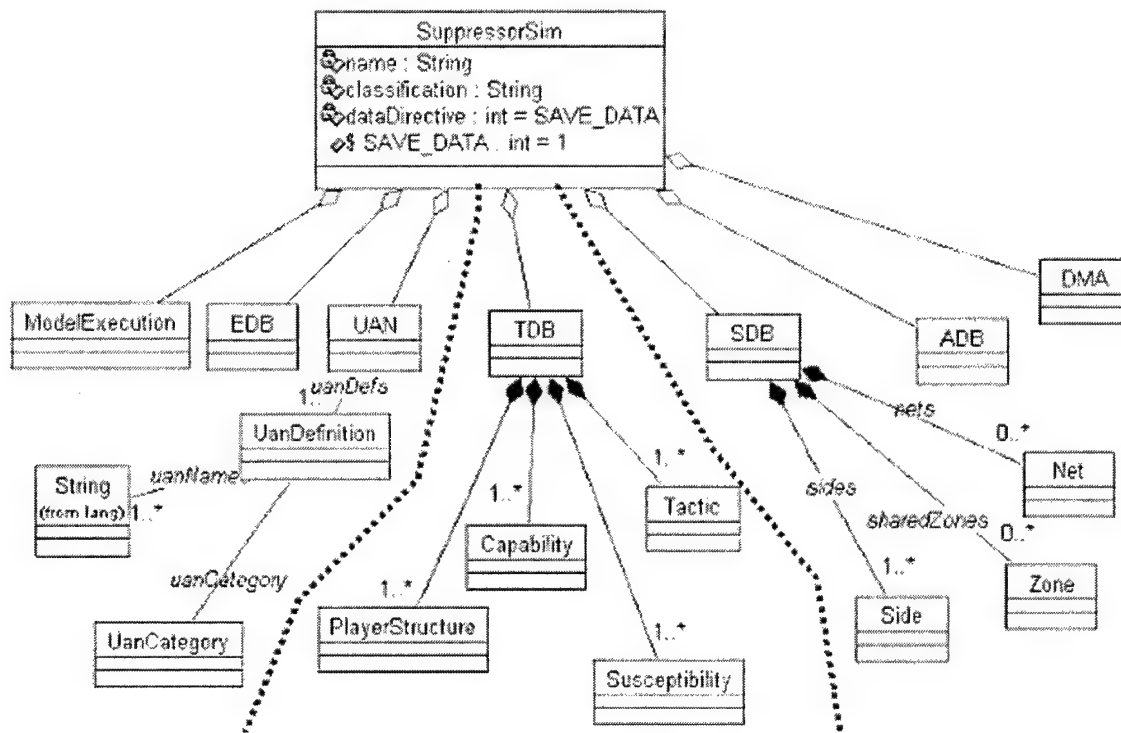 SuppressorSim
name : String
classification : String
dataDirective : int = SAVE_DATA
$ SAVE_DATA : int = 1
DMA
ModelExecution
EDB
UAN
TDB
SDB
ADB
uanDefs
1..
UanDefinition
nets
0..*
Net
String
(from lang)
uanName
1..*
1..*
Tactic
sides
sharedZones
1..*
Capability
0..*
Zone
uanCategory
1..*
PlayerStructure
1..*
Side
UanCategory
1..*
Susceptibility